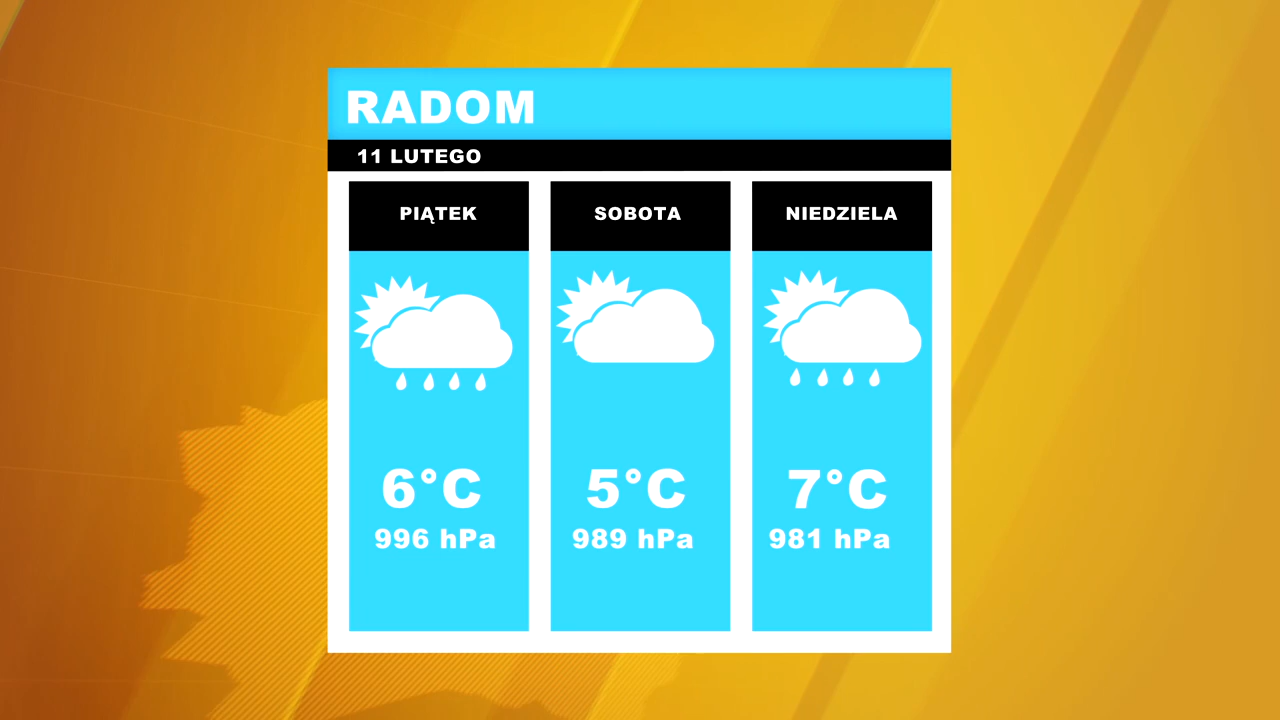 RADOM
11 LUTEGO
PIĄTEK
6°C
996 hPa
SOBOTA
5°C
989 hPa
NIEDZIELA
7°C
981 hPa